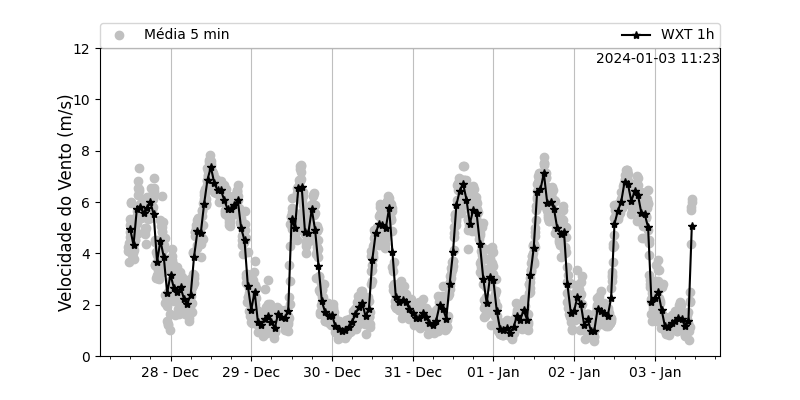 Média 5 min WXT 1h
2024-01-03 11:23
Velocidade do Vento (m/s)
12
10
8
6
4
2
0
28 - Dec 29 - Dec 30 - Dec 31 - Dec 01 - Jan 02 - Jan 03 - Jan